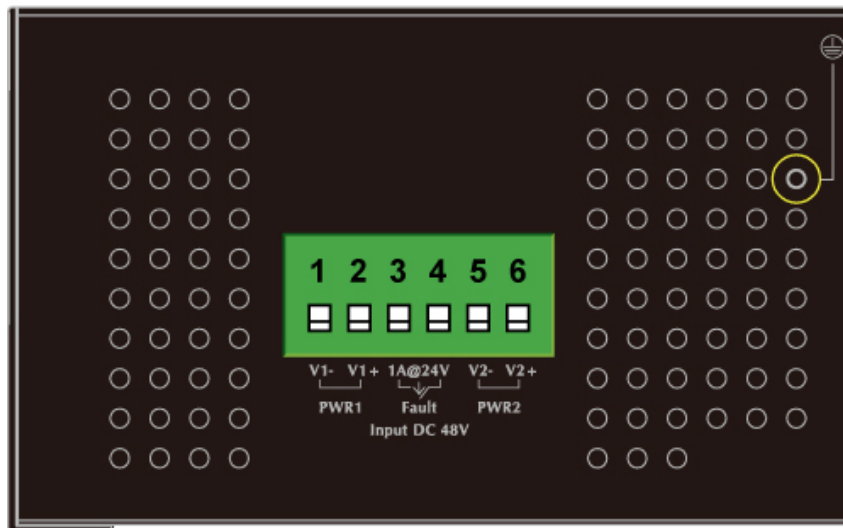 1 2 3 4 5 6
V1- V1+ 1A@24V V2- V2+
PWR1 Fault PWR2
Input DC 48V